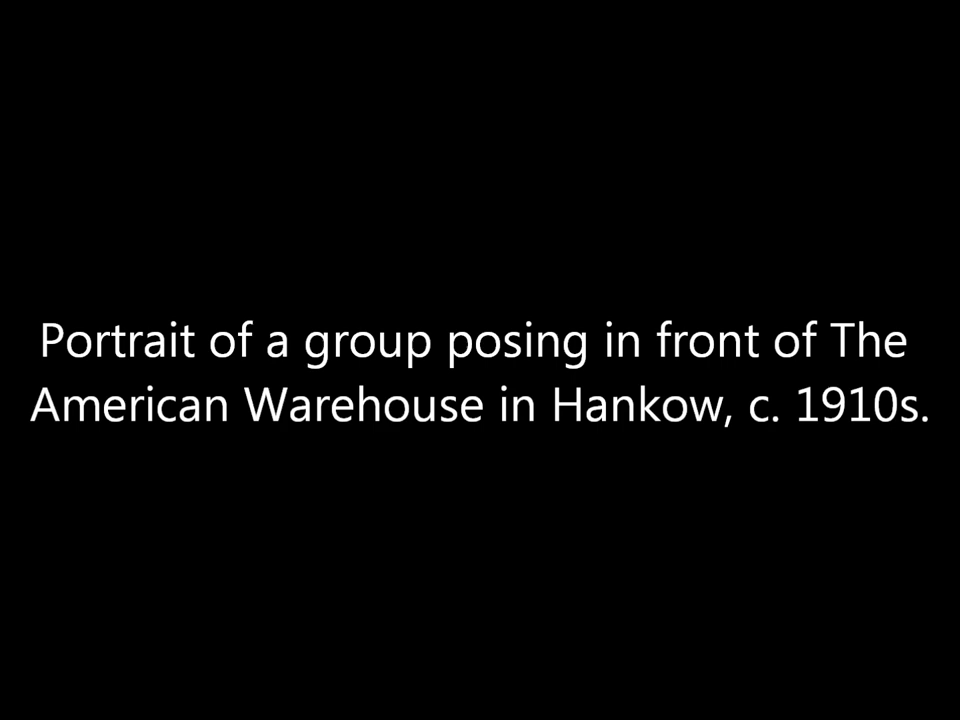 Portrait of a group posing in front of The
American Warehouse in Hankow, c. 1910s.